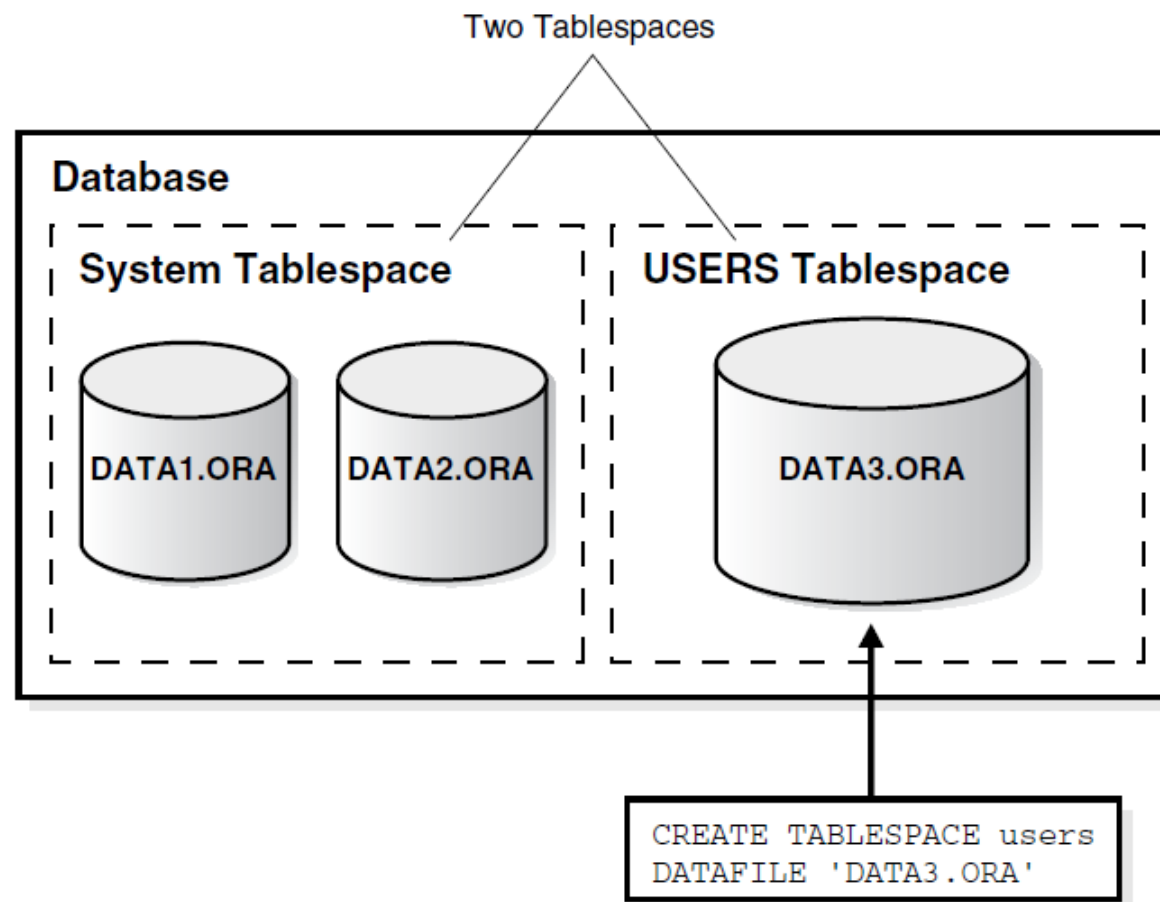 Two Tablespaces
Database
System Tablespace
USERS Tablespace
DATA1.ORA
DATA2.ORA
DATA3.ORA
CREATE TABLESPACE users
DATAFILE 'DATA3.ORA'